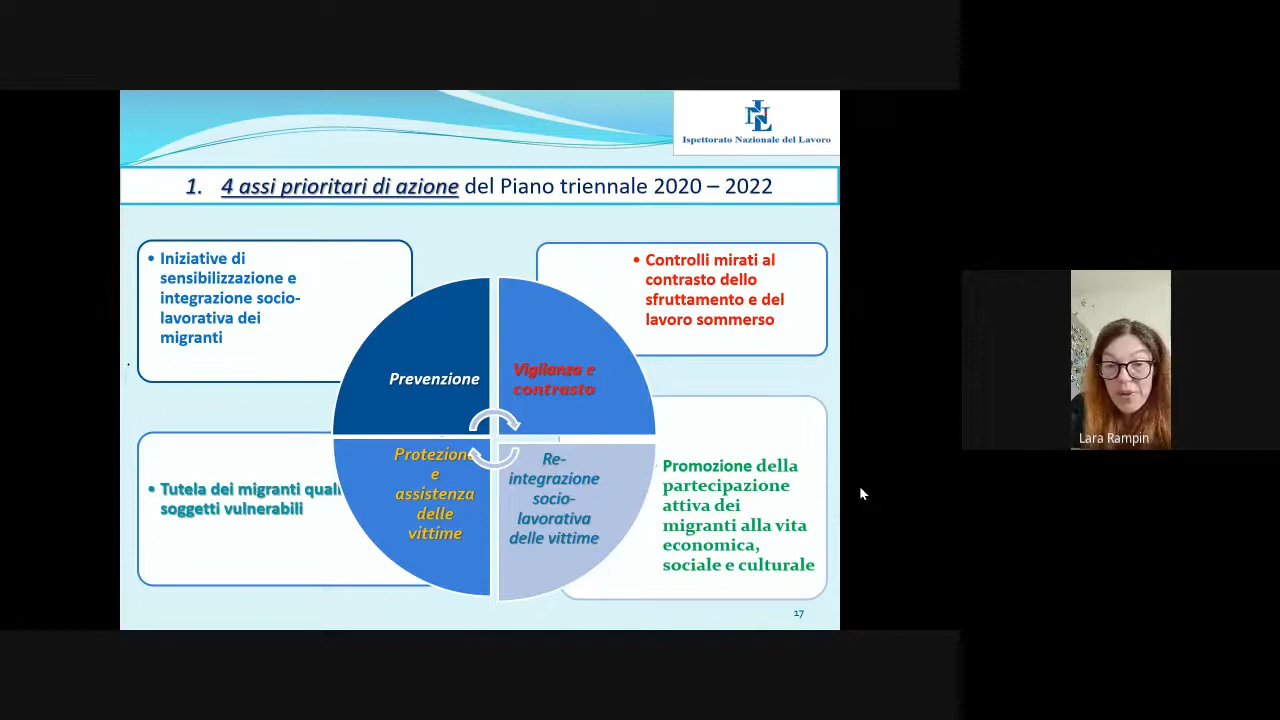 INL
Ispettorato Nazionale del Lavoro
1. 4 assi prioritari di azione del Piano triennale 2020 – 2022
• Iniziative di
sensibilizzazione e
integrazione socio-
lavorativa dei
migranti
• Controlli mirati al
contrasto dello
sfruttamento e del
lavoro sommerso
Prevenzione
Vigilanza e
contrasto
• Tutela dei migranti quali
soggetti vulnerabili
Protezione
e
assistenza
delle
vittime
Re-
integrazione
socio-
lavorativa
delle vittime
Promozione della
partecipazione
attiva dei
migranti alla vita
economica,
sociale e culturale
17
Lara Rampin